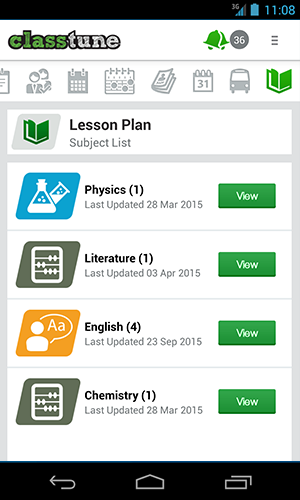 3G 11:08
classtune
36
31
Lesson Plan
Subject List
Physics (1)
Last Updated 28 Mar 2015
View
Literature (1)
Last Updated 03 Apr 2015
View
Aa
English (4)
Last Updated 23 Sep 2015
View
Chemistry (1)
Last Updated 28 Mar 2015
View